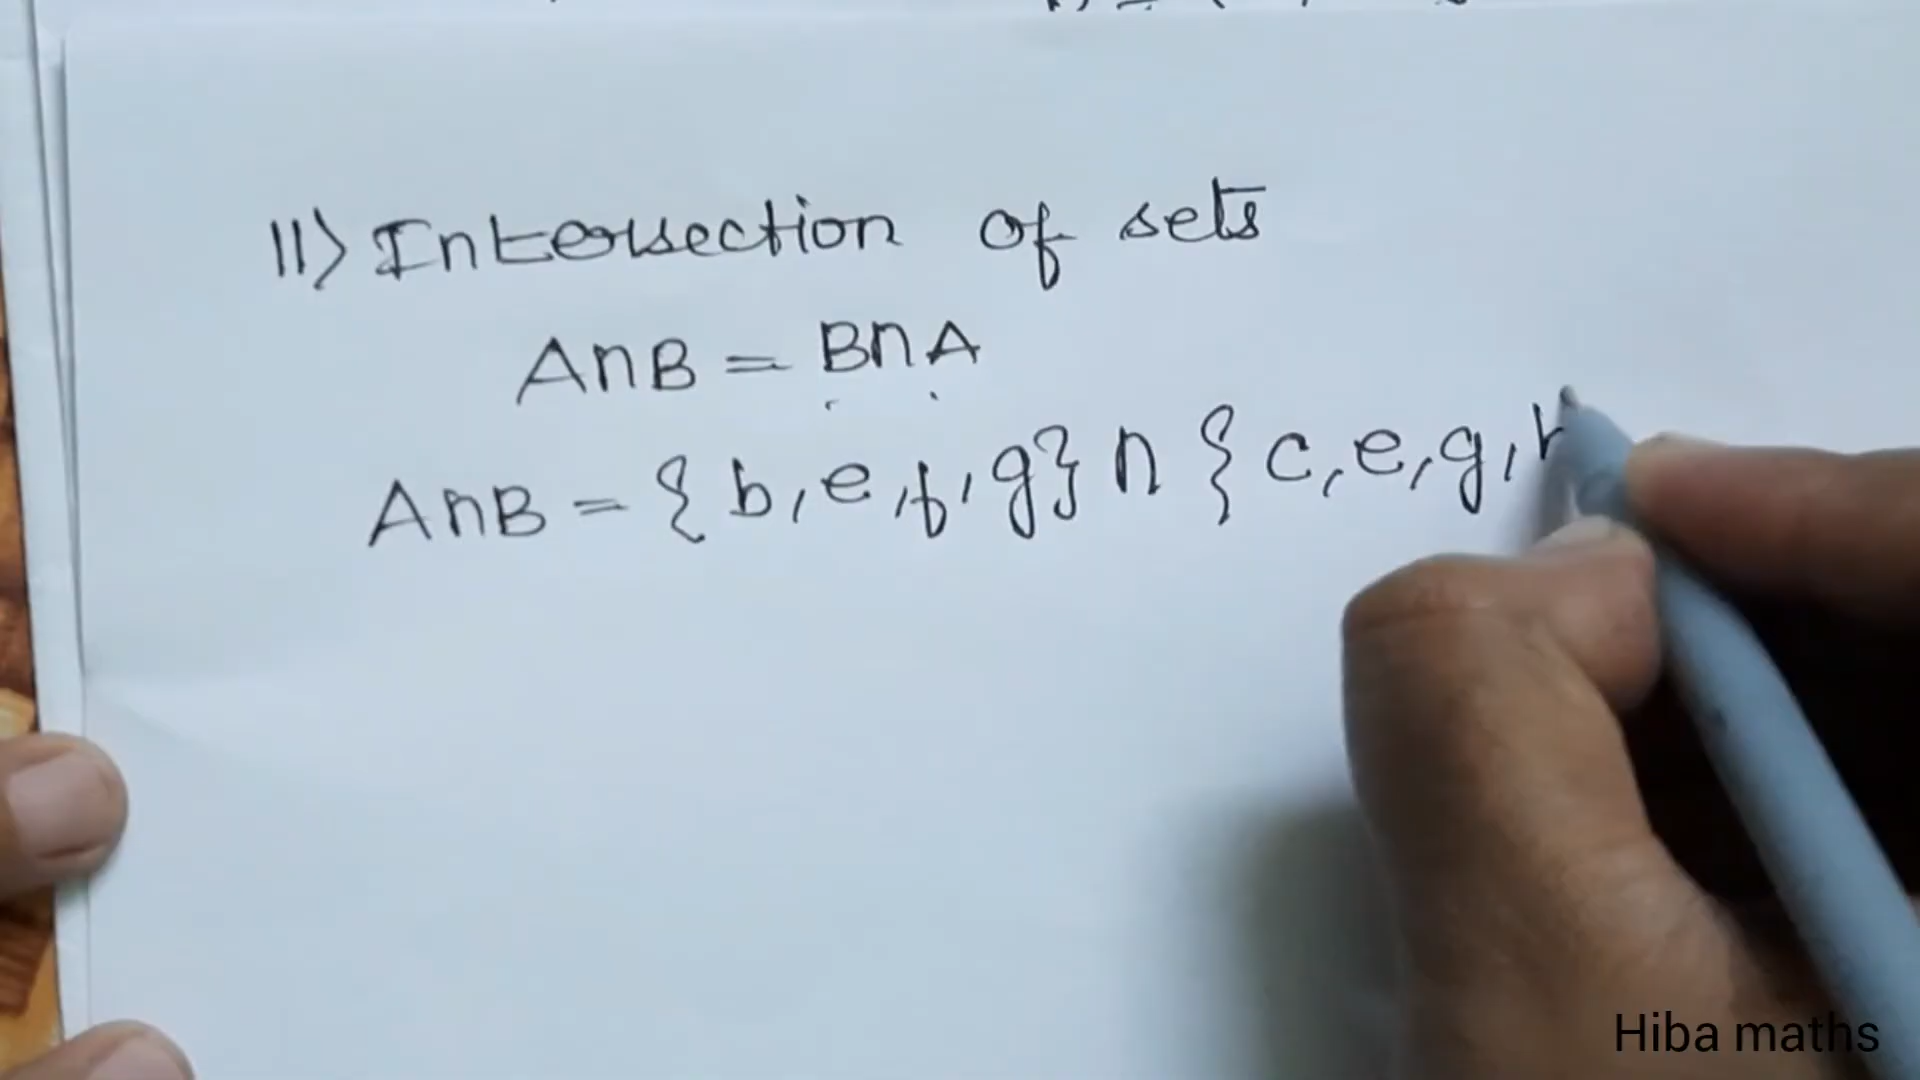 11) Intersection of sets
A∩B = B∩A
A∩B = {b, e, f, g} ∩ {c, e, g, h
Hiba maths